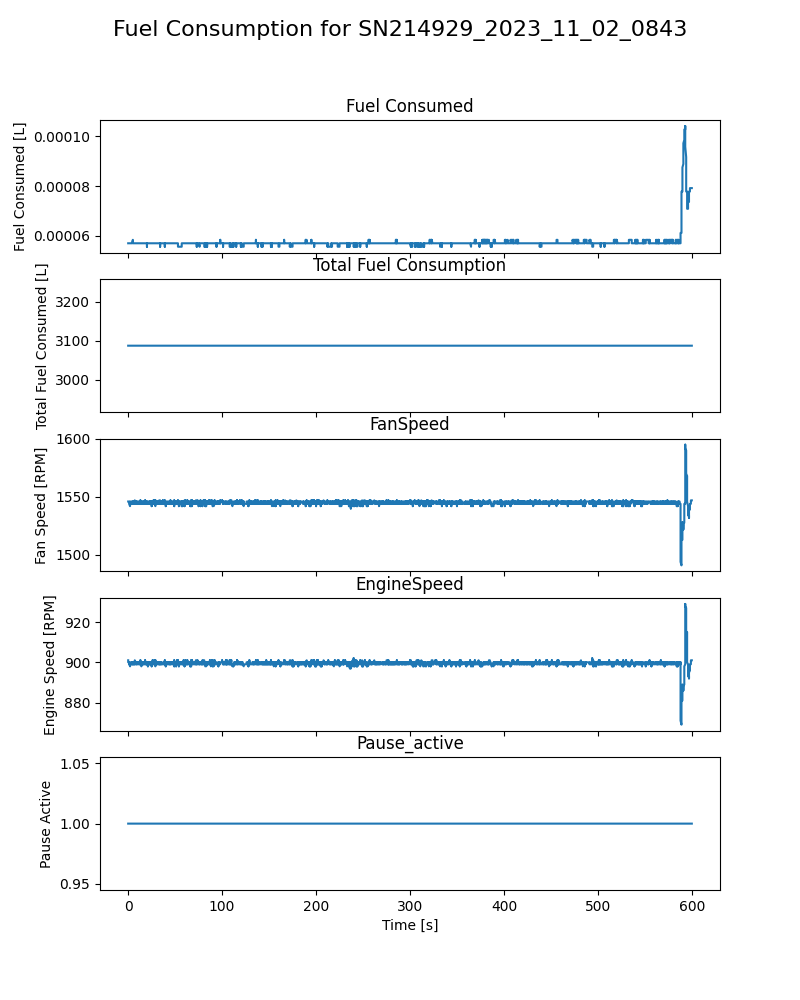 Fuel Consumption for SN214929_2023_11_02_0843
Fuel Consumed
Fuel Consumed [L]
0.00010
0.00008
0.00006
Total Fuel Consumption
Total Fuel Consumed [L]
3200
3100
3000
FanSpeed
Fan Speed [RPM]
1600
1550
1500
EngineSpeed
Engine Speed [RPM]
920
900
880
Pause_active
Pause Active
1.05
1.00
0.95
0 100 200 300 400 500 600
Time [s]